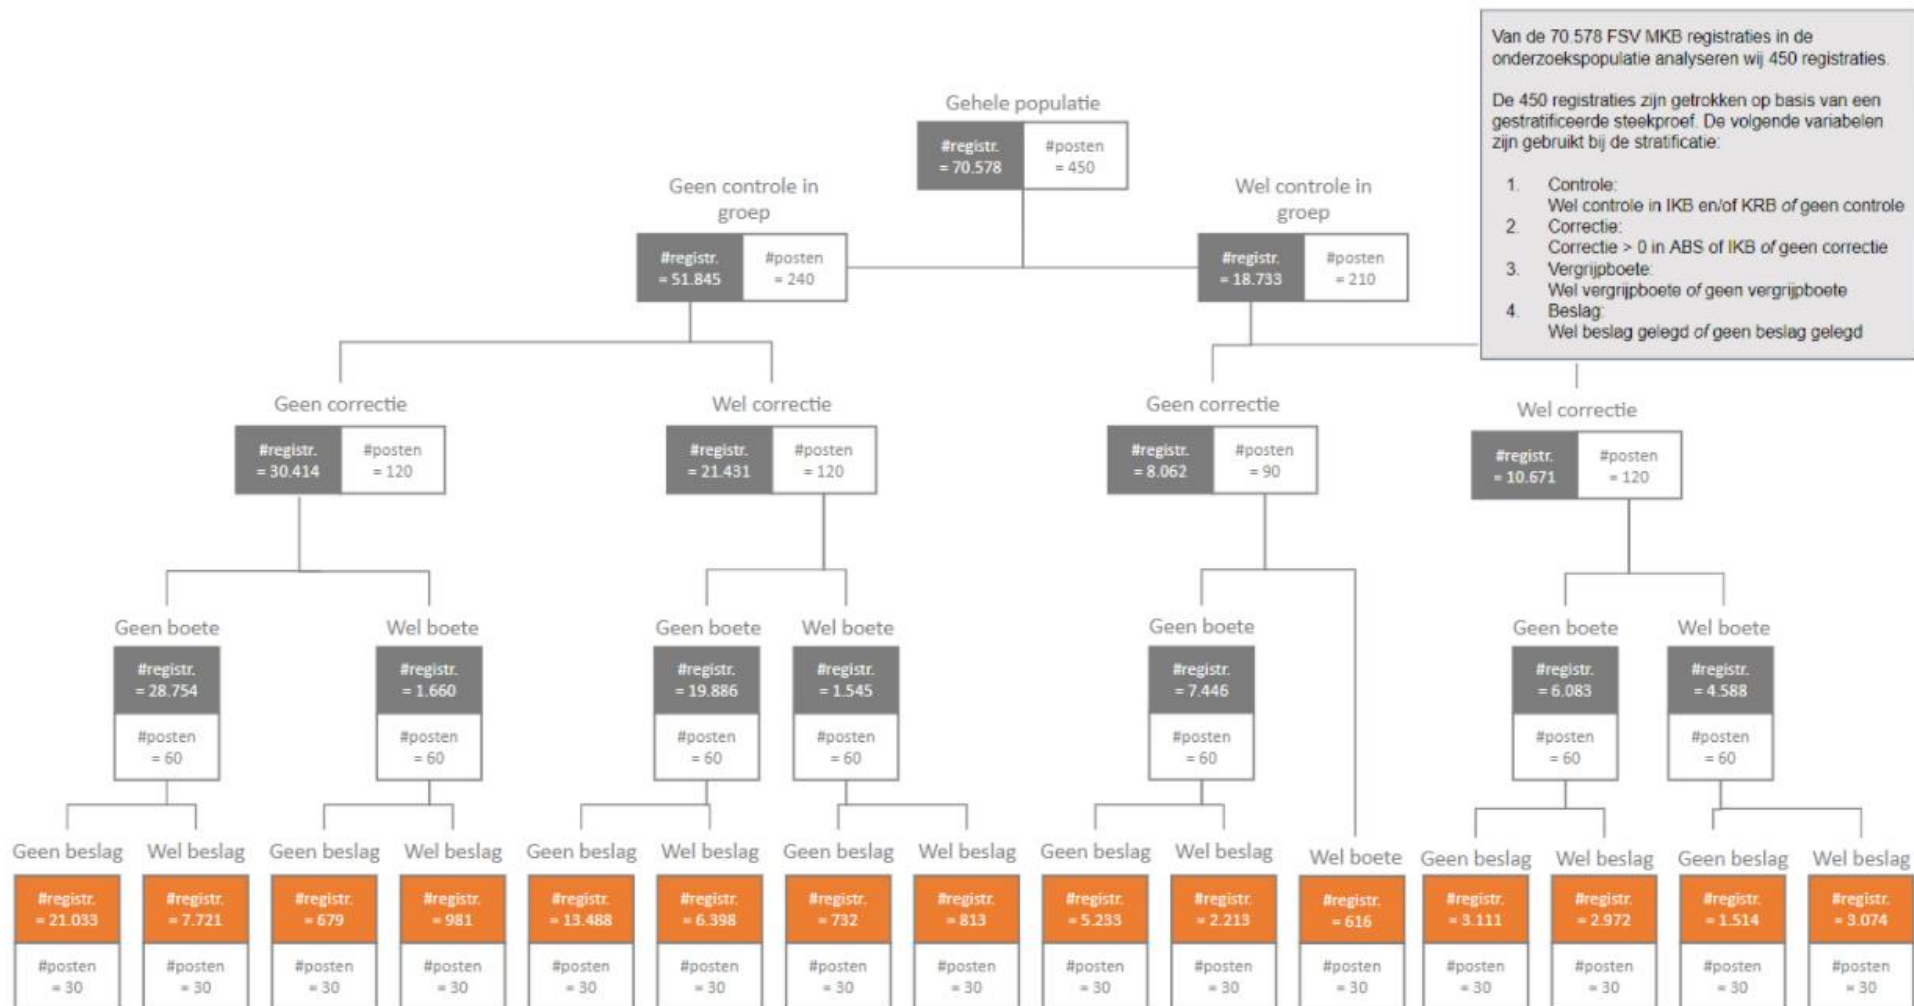 Van de 70.578 FSV MKB registraties in de
onderzoekspopulatie analyseren wij 450 registraties.
De 450 registraties zijn getrokken op basis van een
gestratificeerde steekproef. De volgende variabelen
zijn gebruikt bij de stratificatie:
1. Controle:
Wel controle in IKB en/of KRB of geen controle
2. Correctie:
Correctie > 0 in ABS of IKB of geen correctie
3. Vergrijpboete:
Wel vergrijpboete of geen vergrijpboete
4. Beslag:
Wel beslag gelegd of geen beslag gelegd
Gehele populatie
#registr. #posten
= 70.578 = 450
Geen controle in
groep
#registr. #posten
= 51.845 = 240
Wel controle in
groep
#registr. #posten
= 18.733 = 210
Geen correctie
#registr. #posten
= 30.414 = 120
Wel correctie
#registr. #posten
= 21.431 = 120
Geen correctie
#registr. #posten
= 8.062 = 90
Wel correctie
#registr. #posten
= 10.671 = 120
Geen boete
#registr.
= 28.754
#posten
= 60
Wel boete
#registr.
= 1.660
#posten
= 60
Geen boete
#registr.
= 19.886
#posten
= 60
Wel boete
#registr.
= 1.545
#posten
= 60
Geen boete
#registr.
= 7.446
#posten
= 60
Geen boete
#registr.
= 6.083
#posten
= 60
Wel boete
#registr.
= 4.588
#posten
= 60
Geen beslag
#registr.
= 21.033
#posten
= 30
Wel beslag
#registr.
= 7.721
#posten
= 30
Geen beslag
#registr.
= 679
#posten
= 30
Wel beslag
#registr.
= 981
#posten
= 30
Geen beslag
#registr.
= 13.488
#posten
= 30
Wel beslag
#registr.
= 6.398
#posten
= 30
Geen beslag
#registr.
= 732
#posten
= 30
Wel beslag
#registr.
= 813
#posten
= 30
Geen beslag
#registr.
= 5.233
#posten
= 30
Wel beslag
#registr.
= 2.213
#posten
= 30
Wel boete
#registr.
= 616
#posten
= 30
Geen beslag
#registr.
= 3.111
#posten
= 30
Wel beslag
#registr.
= 2.972
#posten
= 30
Geen beslag
#registr.
= 1.514
#posten
= 30
Wel beslag
#registr.
= 3.074
#posten
= 30